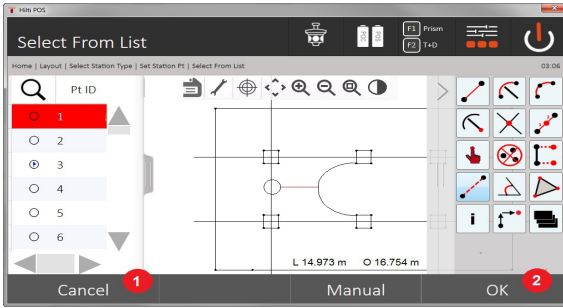 Hilti POS
Select From List
POC
POS
F1 Prism
F2 T+D
Home | Layout | Select Station Type | Set Station Pt | Select From List
03:06
Pt ID
1
2
3
4
5
6
L 14.973 m O 16.754 m
i
1
2
Cancel
Manual
OK